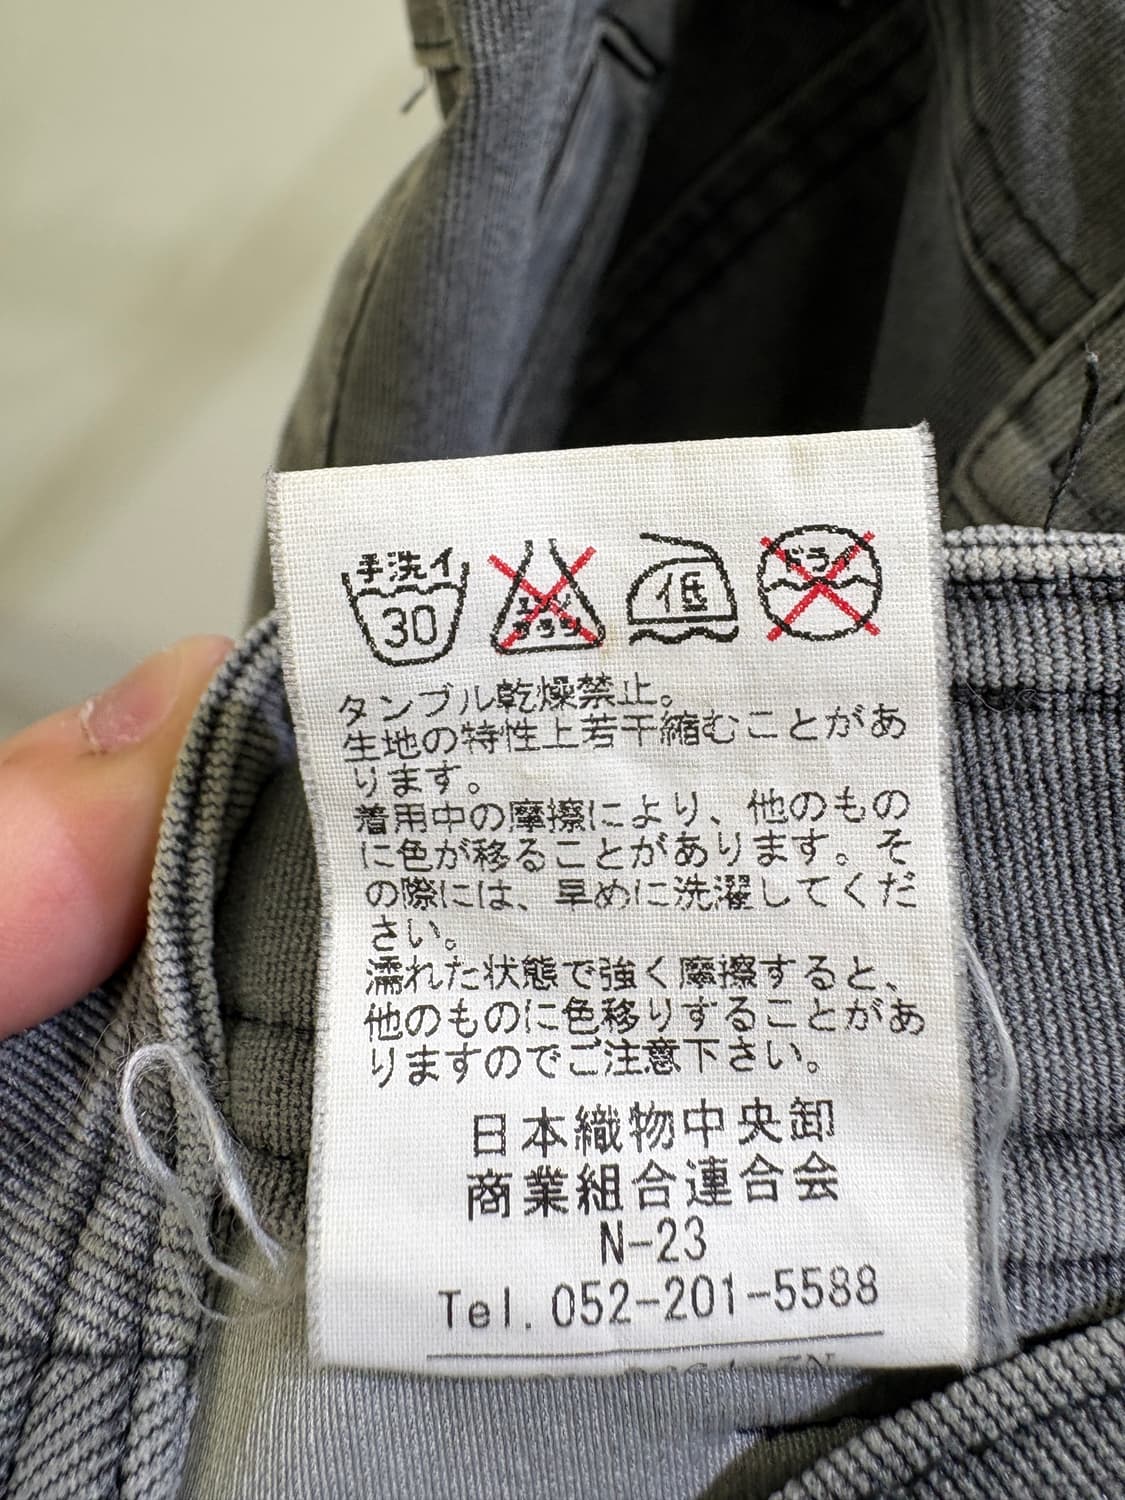 手洗イ
30
エンソ
サラシ
低
ドライ
タンブル乾燥禁止。
生地の特性上若干縮むことがあ
ります。
着用中の摩擦により、他のもの
に色が移ることがあります。そ
の際には、早めに洗濯してくだ
さい。
濡れた状態で強く摩擦すると、
他のものに色移りすることがあ
りますのでご注意下さい。
日本織物中央卸
商業組合連合会
N-23
Tel. 052-201-5588